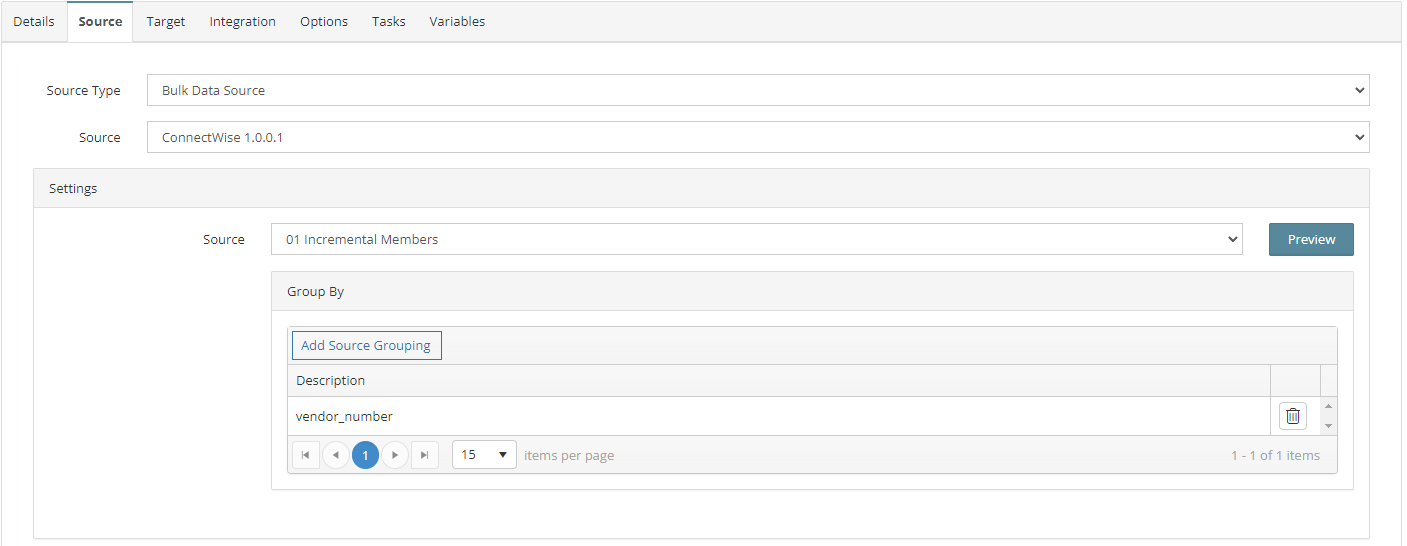 Details Source Target Integration Options Tasks Variables
Source Type Bulk Data Source
Source ConnectWise 1.0.0.1
Settings
Source 01 Incremental Members Preview
Group By
Add Source Grouping
Description
vendor_number
1 15 items per page 1 - 1 of 1 items